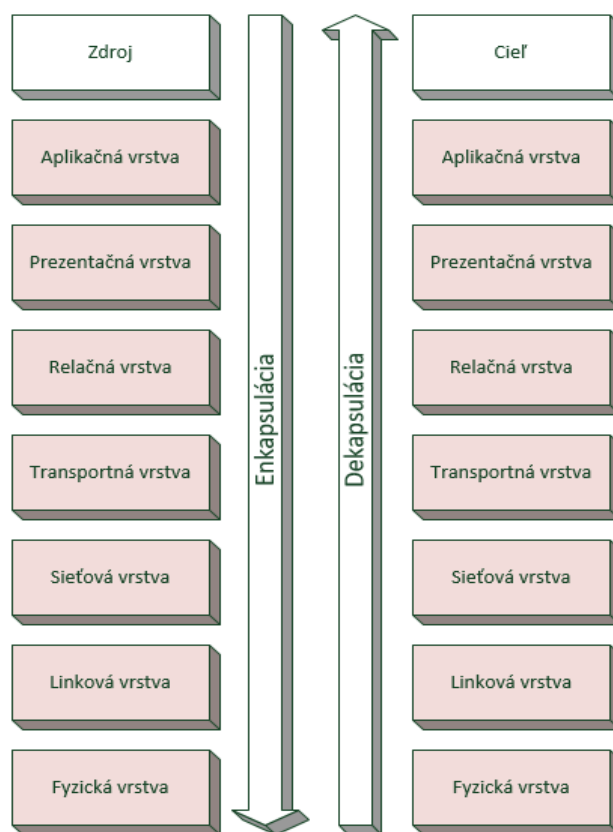 Zdroj
Cieľ
Aplikačná vrstva
Aplikačná vrstva
Prezentačná vrstva
Prezentačná vrstva
Relačná vrstva
Relačná vrstva
Enkapsulácia
Dekapsulácia
Transportná vrstva
Transportná vrstva
Sieťová vrstva
Sieťová vrstva
Linková vrstva
Linková vrstva
Fyzická vrstva
Fyzická vrstva